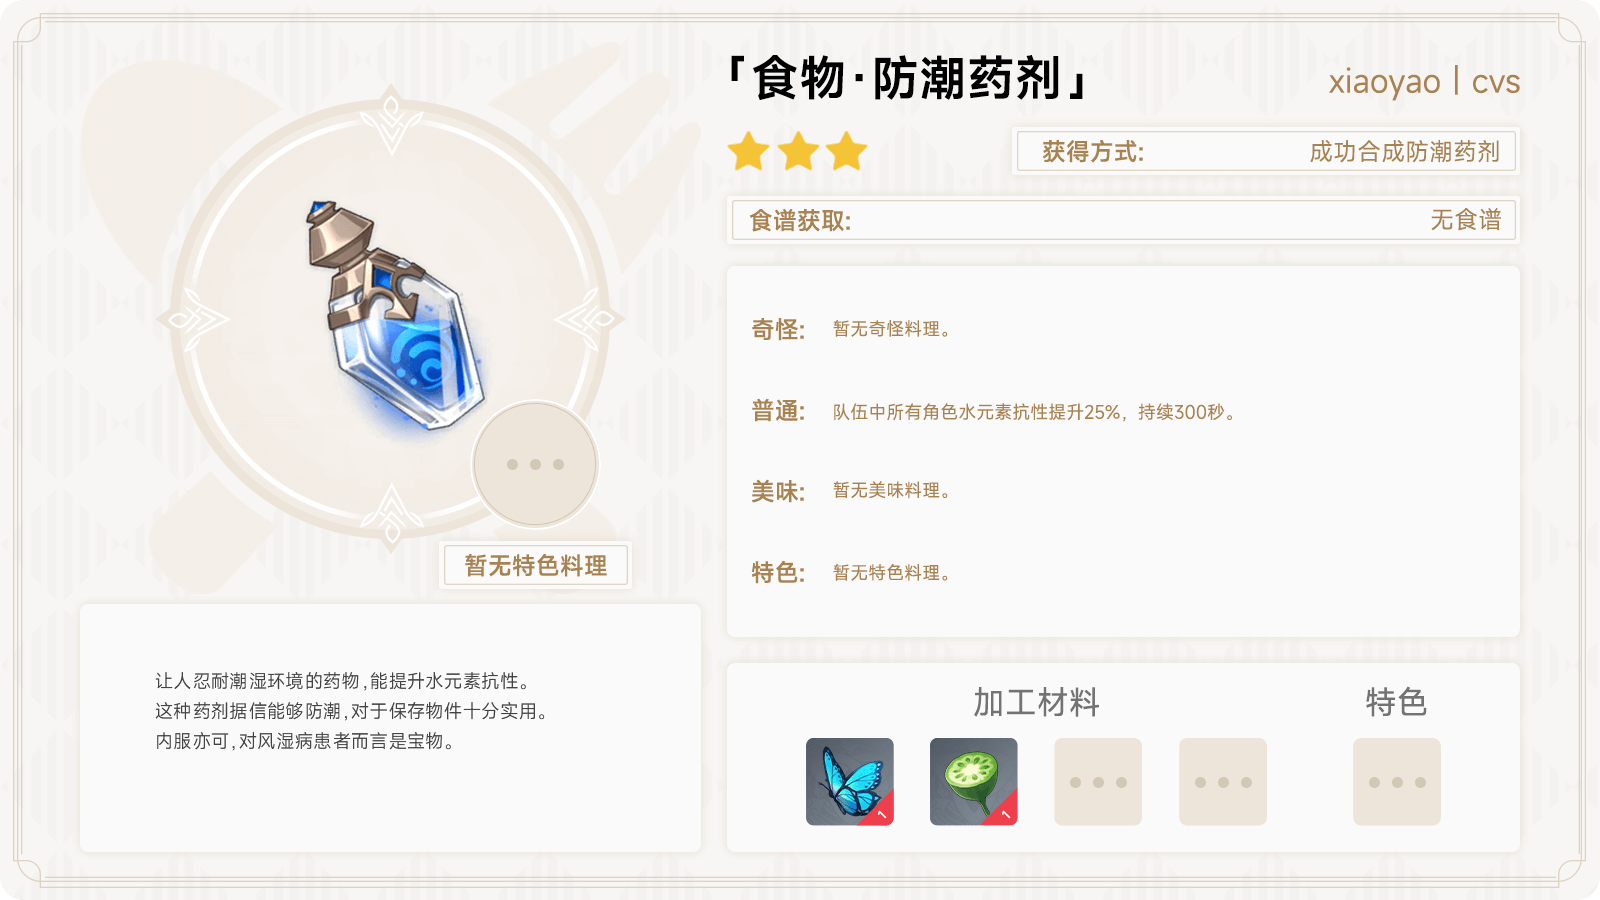 「食物·防潮药剂」
xiaoyao | cvs
获得方式:
成功合成防潮药剂
食谱获取:
无食谱
奇怪:
暂无奇怪料理。
普通:
队伍中所有角色水元素抗性提升25%，持续300秒。
美味:
暂无美味料理。
特色:
暂无特色料理。
暂无特色料理
让人忍耐潮湿环境的药物,能提升水元素抗性。
这种药剂据信能够防潮,对于保存物件十分实用。
内服亦可,对风湿病患者而言是宝物。
加工材料
特色
1
1